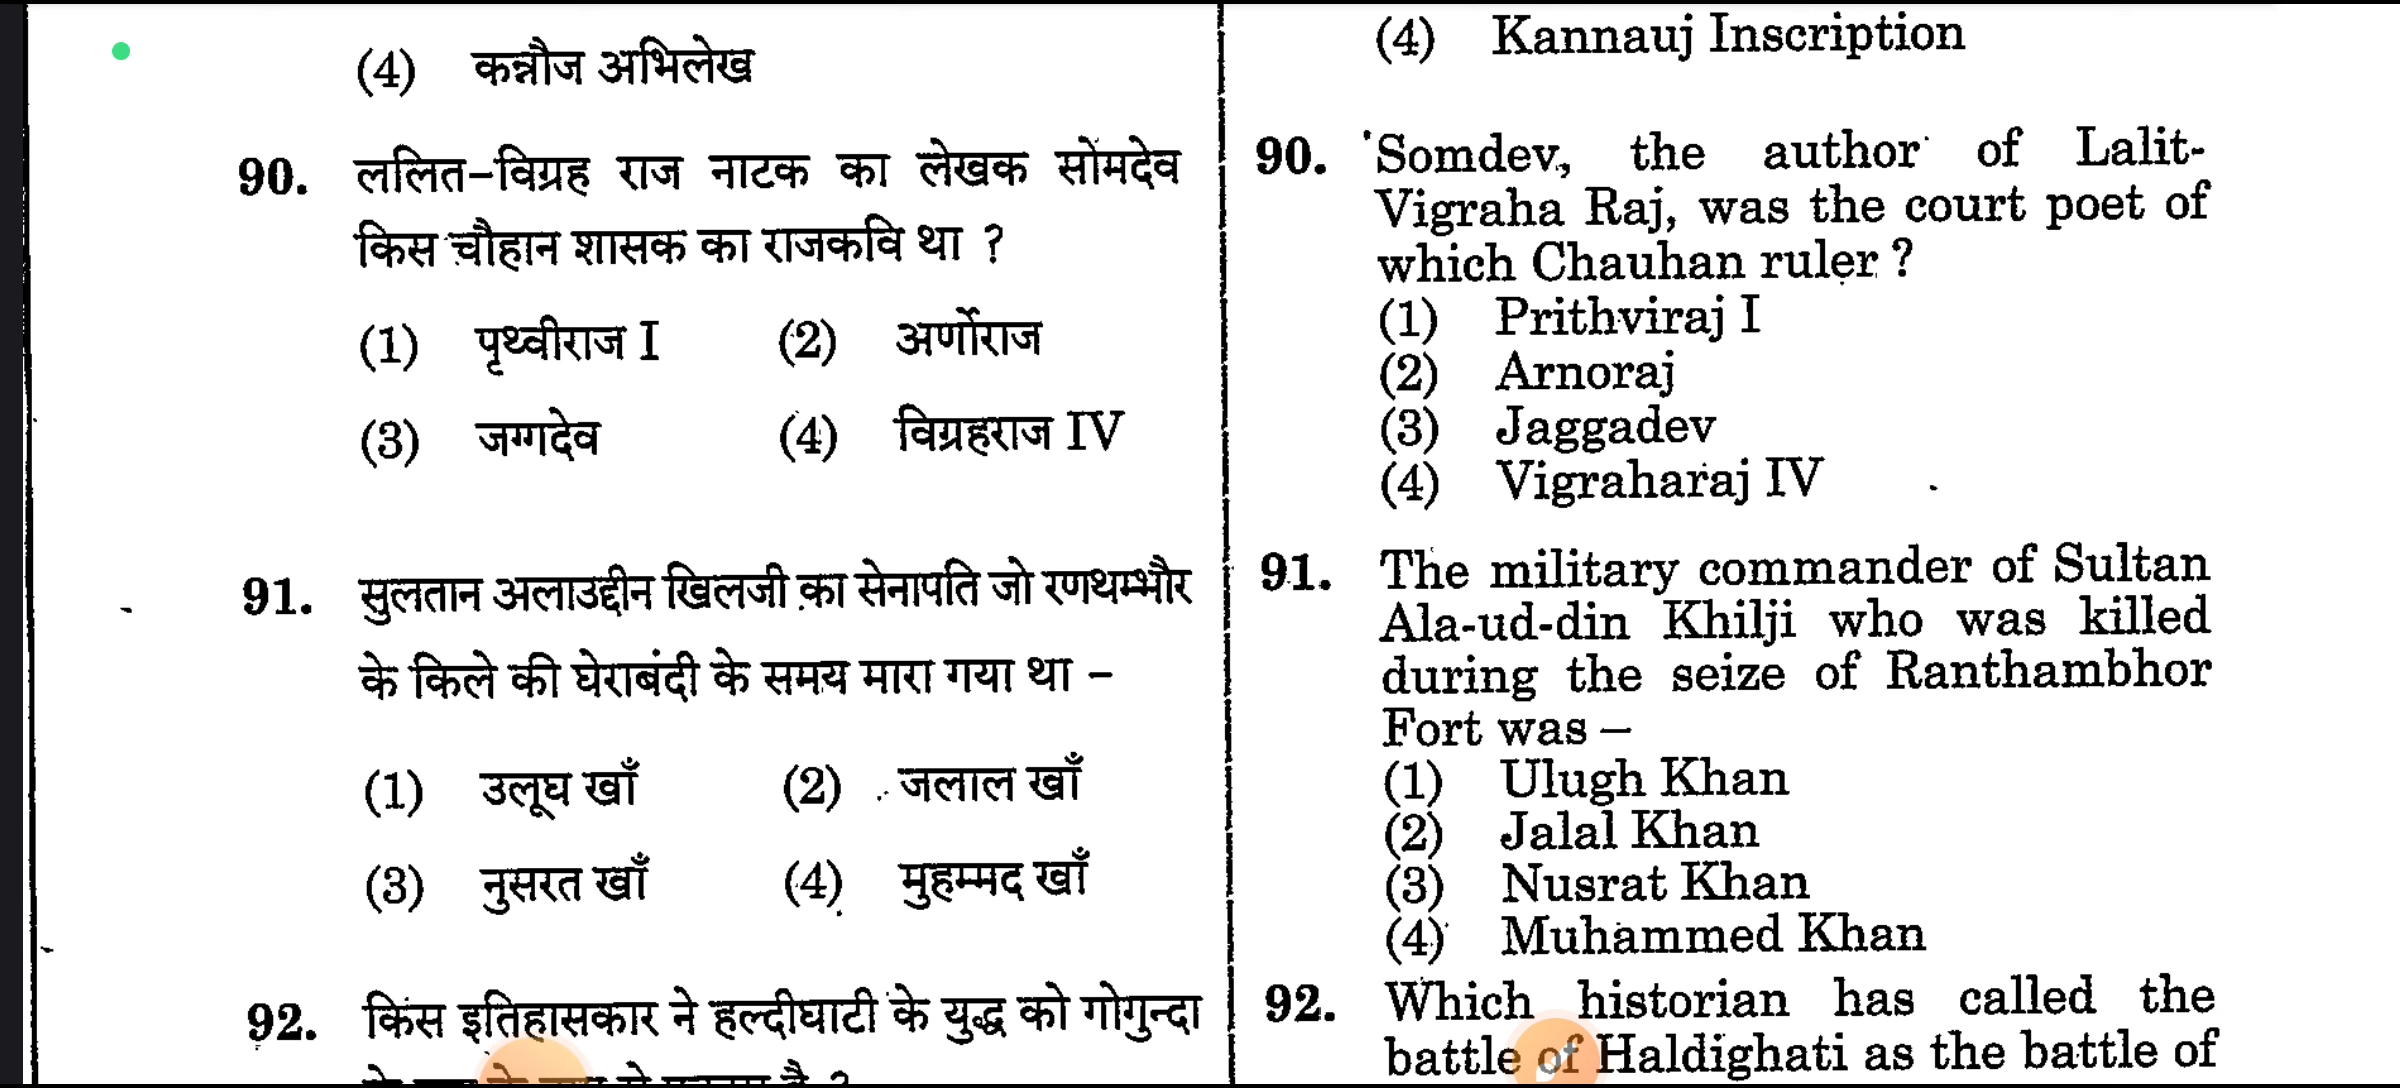 (4) कन्नौज अभिलेख
90. ललित-विग्रह राज नाटक का लेखक सोमदेव
किस चौहान शासक का राजकवि था ?
(1) पृथ्वीराज I (2) अर्णोराज
(3) जग्गदेव (4) विग्रहराज IV
91. सुलतान अलाउद्दीन खिलजी का सेनापति जो रणथम्भौर
के किले की घेराबंदी के समय मारा गया था –
(1) उलूघ खाँ (2) जलाल खाँ
(3) नुसरत खाँ (4) मुहम्मद खाँ
92. किस इतिहासकार ने हल्दीघाटी के युद्ध को गोगुन्दा
(4) Kannauj Inscription
90. Somdev, the author of Lalit-
Vigraha Raj, was the court poet of
which Chauhan ruler ?
(1) Prithviraj I
(2) Arnoraj
(3) Jaggadev
(4) Vigraharaj IV
91. The military commander of Sultan
Ala-ud-din Khilji who was killed
during the seize of Ranthambhor
Fort was –
(1) Ulugh Khan
(2) Jalal Khan
(3) Nusrat Khan
(4) Muhammed Khan
92. Which historian has called the
battle of Haldighati as the battle of